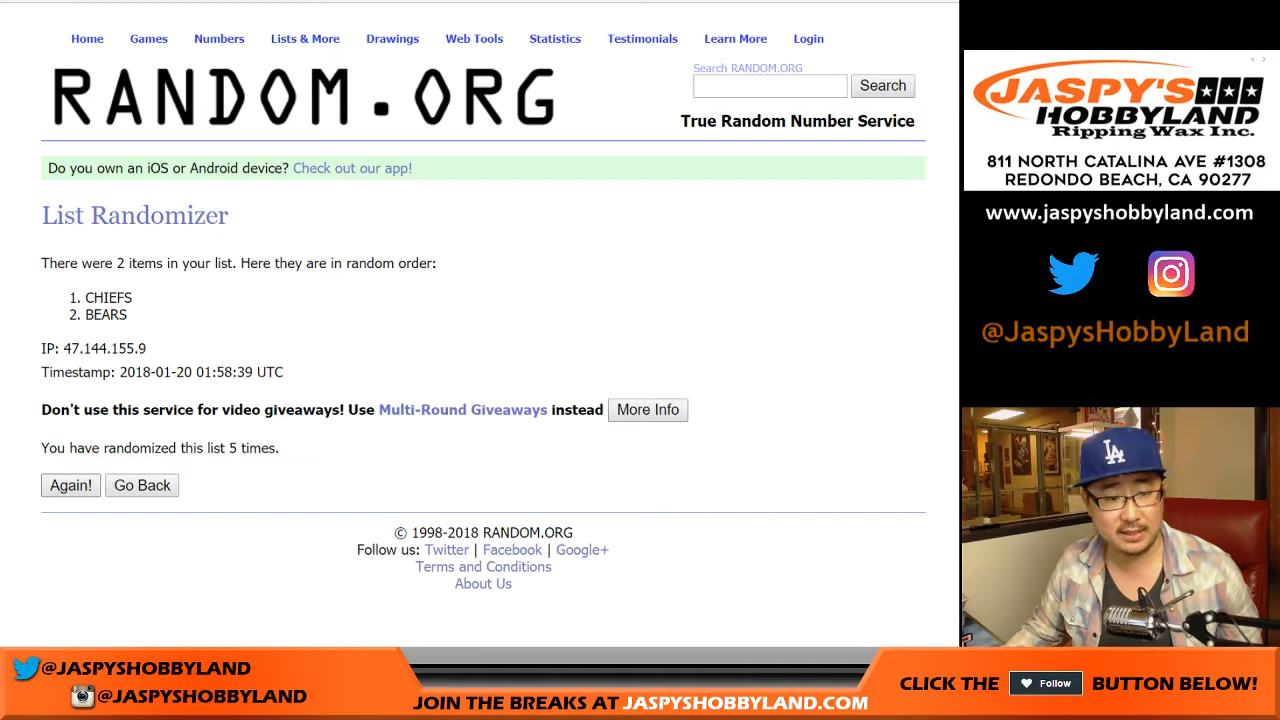 Home Games Numbers Lists & More Drawings Web Tools Statistics Testimonials Learn More Login
RANDOM.ORG
Search RANDOM.ORG
Search
True Random Number Service
Do you own an iOS or Android device? Check out our app!
List Randomizer
There were 2 items in your list. Here they are in random order:
1. CHIEFS
2. BEARS
IP: 47.144.155.9
Timestamp: 2018-01-20 01:58:39 UTC
Don't use this service for video giveaways! Use Multi-Round Giveaways instead More Info
You have randomized this list 5 times.
Again! Go Back
© 1998-2018 RANDOM.ORG
Follow us: Twitter | Facebook | Google+
Terms and Conditions
About Us
JASPY'S
HOBBYLAND
Ripping Wax Inc.
811 NORTH CATALINA AVE #1308
REDONDO BEACH, CA 90277
www.jaspyshobbyland.com
@JaspysHobbyLand
LA
@JASPYSHOBBYLAND
@JASPYSHOBBYLAND
JOIN THE BREAKS AT JASPYSHOBBYLAND.COM
CLICK THE Follow BUTTON BELOW!